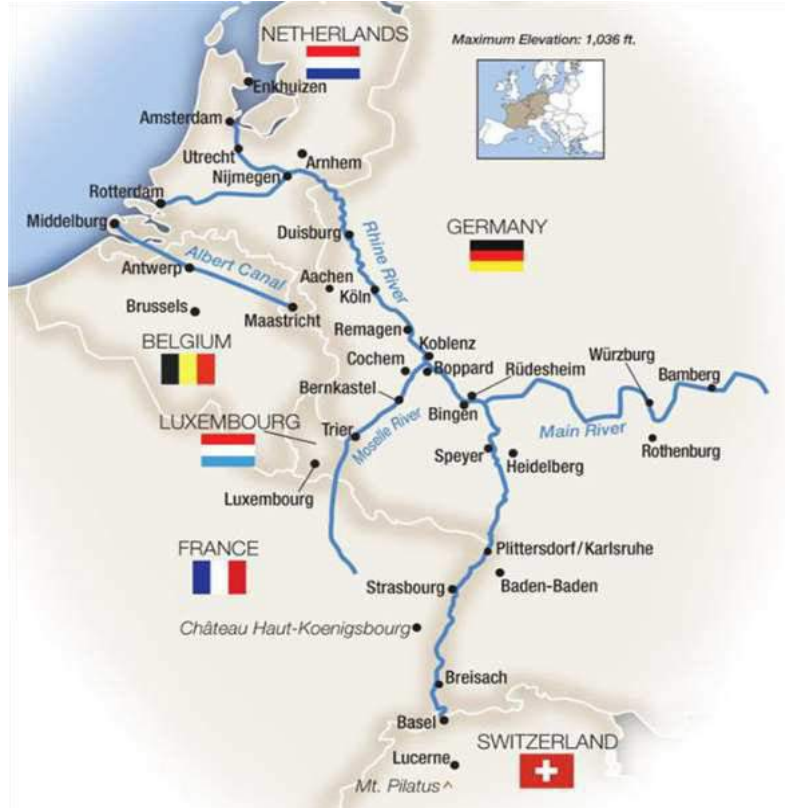 NETHERLANDS
Maximum Elevation: 1,036 ft.
Enkhuizen
Amsterdam
Utrecht
Arnhem
Nijmegen
Rotterdam
Middelburg
Duisburg
Rhine River
GERMANY
Albert Canal
Antwerp
Aachen
Köln
Brussels
Maastricht
Remagen
BELGIUM
Koblenz
Cochem
Boppard
Rüdesheim
Würzburg
Bamberg
Bernkastel
Bingen
LUXEMBOURG
Trier
Moselle River
Main River
Speyer
Heidelberg
Rothenburg
Luxembourg
FRANCE
Plittersdorf/Karlsruhe
Strasbourg
Baden-Baden
Château Haut-Koenigsbourg
Breisach
Basel
SWITZERLAND
Lucerne
Mt. Pilatus ^